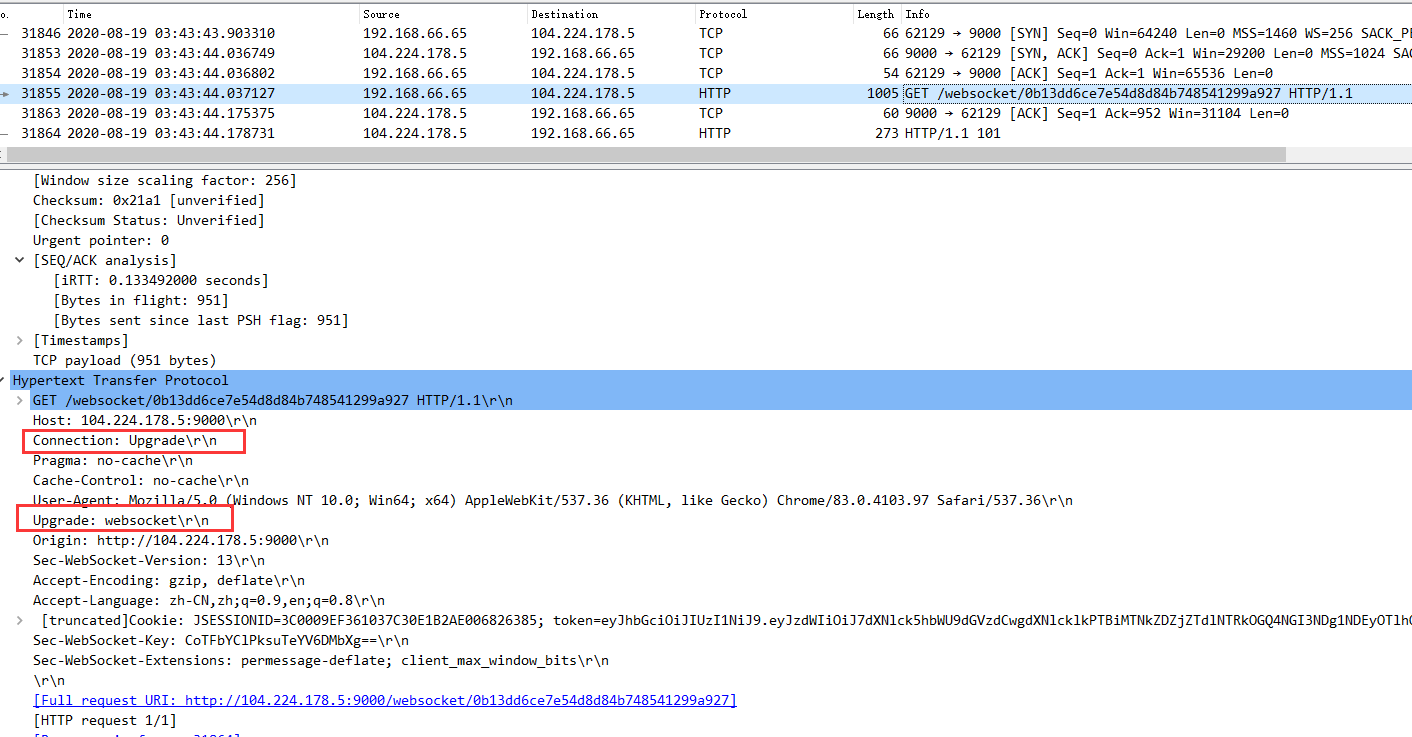 o. Time Source Destination Protocol Length Info
31846 2020-08-19 03:43:43.903310 192.168.66.65 104.224.178.5 TCP 66 62129 → 9000 [SYN] Seq=0 Win=64240 Len=0 MSS=1460 WS=256 SACK_PE
31853 2020-08-19 03:43:44.036749 104.224.178.5 192.168.66.65 TCP 66 9000 → 62129 [SYN, ACK] Seq=0 Ack=1 Win=29200 Len=0 MSS=1024 SAC
31854 2020-08-19 03:43:44.036802 192.168.66.65 104.224.178.5 TCP 54 62129 → 9000 [ACK] Seq=1 Ack=1 Win=65536 Len=0
31855 2020-08-19 03:43:44.037127 192.168.66.65 104.224.178.5 HTTP 1005 GET /websocket/0b13dd6ce7e54d8d84b748541299a927 HTTP/1.1
31863 2020-08-19 03:43:44.175375 104.224.178.5 192.168.66.65 TCP 60 9000 → 62129 [ACK] Seq=1 Ack=952 Win=31104 Len=0
31864 2020-08-19 03:43:44.178731 104.224.178.5 192.168.66.65 HTTP 273 HTTP/1.1 101
[Window size scaling factor: 256]
Checksum: 0x21a1 [unverified]
[Checksum Status: Unverified]
Urgent pointer: 0
[SEQ/ACK analysis]
[iRTT: 0.133492000 seconds]
[Bytes in flight: 951]
[Bytes sent since last PSH flag: 951]
[Timestamps]
TCP payload (951 bytes)
Hypertext Transfer Protocol
GET /websocket/0b13dd6ce7e54d8d84b748541299a927 HTTP/1.1\r\n
Host: 104.224.178.5:9000\r\n
Connection: Upgrade\r\n
Pragma: no-cache\r\n
Cache-Control: no-cache\r\n
User-Agent: Mozilla/5.0 (Windows NT 10.0; Win64; x64) AppleWebKit/537.36 (KHTML, like Gecko) Chrome/83.0.4103.97 Safari/537.36\r\n
Upgrade: websocket\r\n
Origin: http://104.224.178.5:9000\r\n
Sec-WebSocket-Version: 13\r\n
Accept-Encoding: gzip, deflate\r\n
Accept-Language: zh-CN,zh;q=0.9,en;q=0.8\r\n
[truncated]Cookie: JSESSIONID=3C0009EF361037C30E1B2AE006826385; token=eyJhbGciOiJIUzI1NiJ9.eyJzdWIiOiJ7dXNlck5hbWU9dGVzdCwgdXNlcklkPTBiMTNkZDZjZTdlNTRkOGQ4NGI3NDg1NDEyOTlhO
Sec-WebSocket-Key: CoTFbYClPksuTeYV6DMbXg==\r\n
Sec-WebSocket-Extensions: permessage-deflate; client_max_window_bits\r\n
\r\n
[Full request URI: http://104.224.178.5:9000/websocket/0b13dd6ce7e54d8d84b748541299a927]
[HTTP request 1/1]